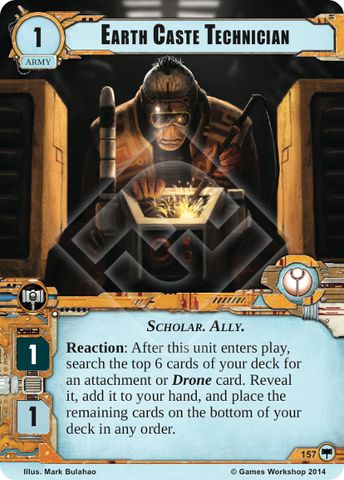 1
ARMY
EARTH CASTE TECHNICIAN
SCHOLAR. ALLY.
1
Reaction: After this unit enters play,
search the top 6 cards of your deck for
an attachment or Drone card. Reveal
it, add it to your hand, and place the
remaining cards on the bottom of your
deck in any order.
1
157
Illus. Mark Bulahao
© Games Workshop 2014